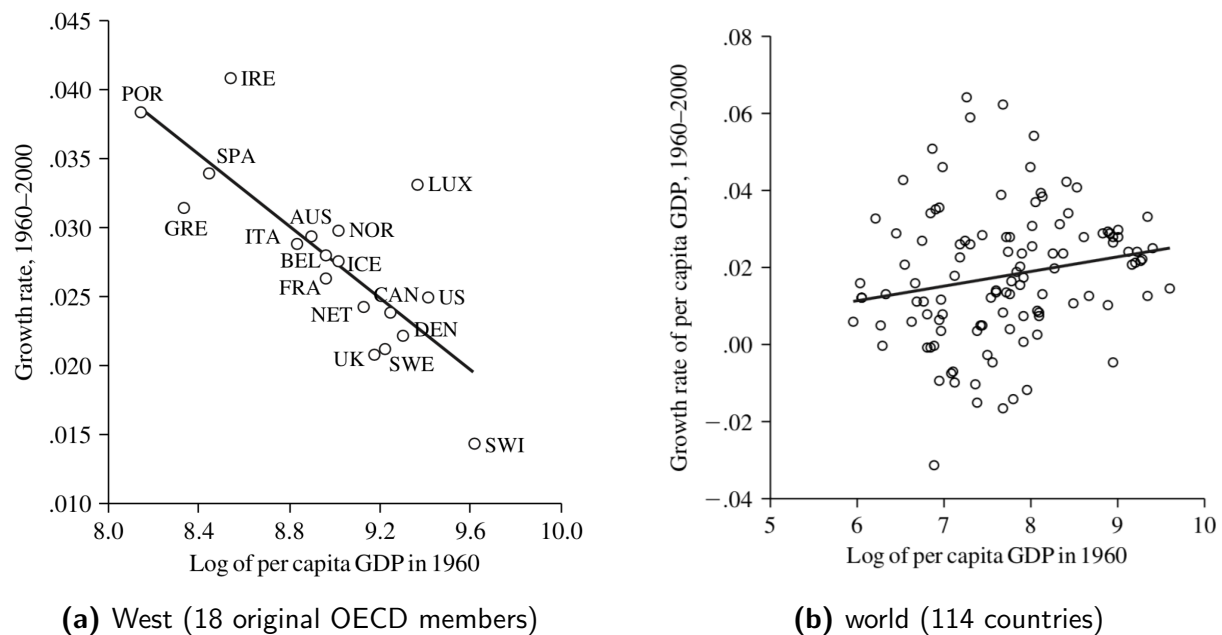 .045
.040
.035
.030
.025
.020
.015
.010
Growth rate, 1960–2000
POR
IRE
SPA
LUX
GRE
AUS
NOR
ITA
BEL
ICE
FRA
CAN
US
NET
DEN
UK
SWE
SWI
8.0 8.4 8.8 9.2 9.6 10.0
Log of per capita GDP in 1960
(a) West (18 original OECD members)
.08
.06
.04
.02
.00
−.02
−.04
Growth rate of per capita GDP, 1960–2000
5 6 7 8 9 10
Log of per capita GDP in 1960
(b) world (114 countries)